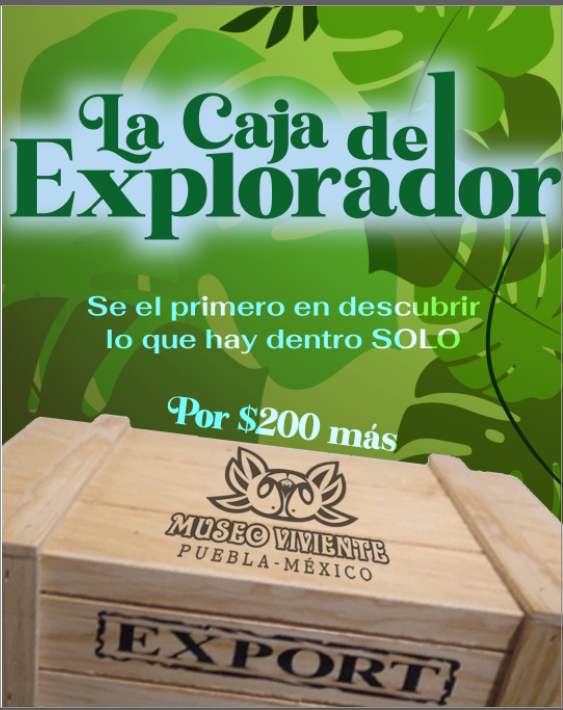 La Caja del
Explorador
Se el primero en descubrir
lo que hay dentro SOLO
Por $200 más
MUSEO VIVIENTE
PUEBLA-MÉXICO
EXPORT